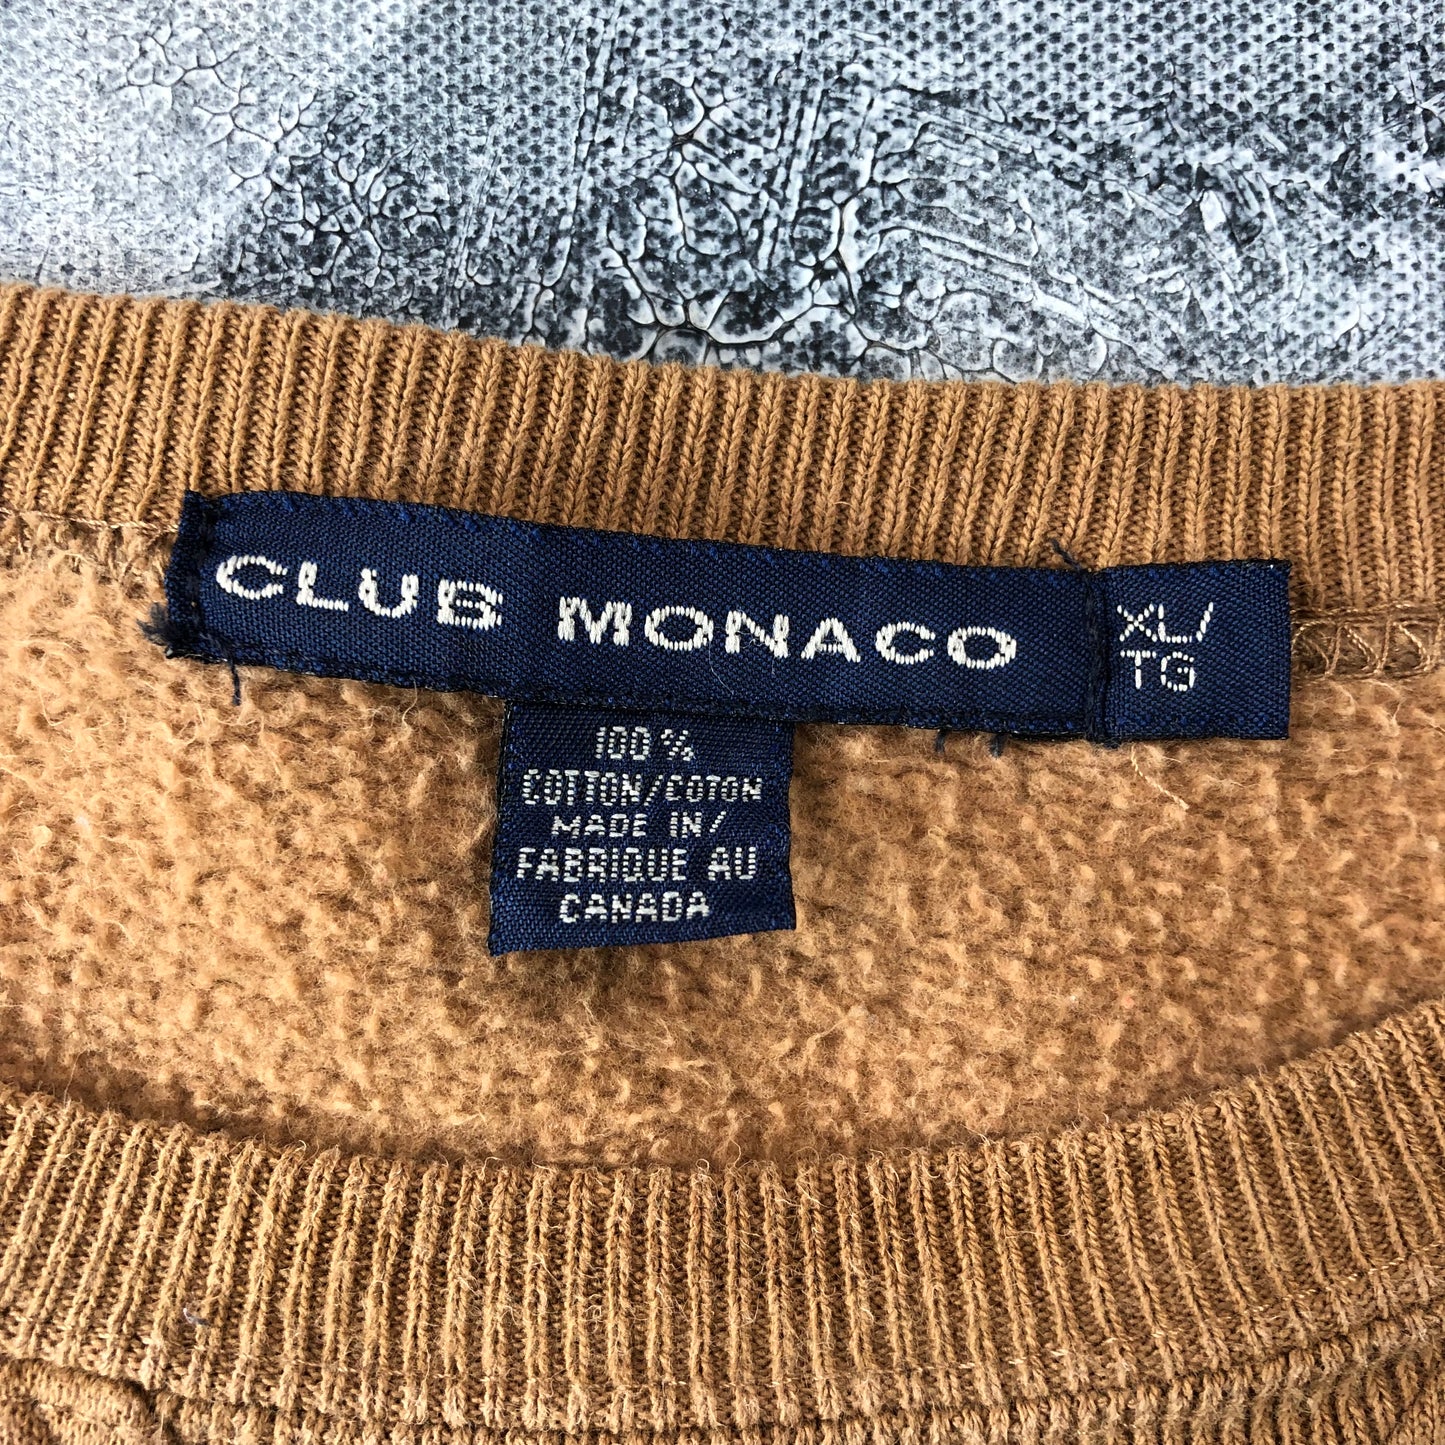 CLUB MONACO
XL/
TG
100%
COTTON/COTON
MADE IN/
FABRIQUE AU
CANADA